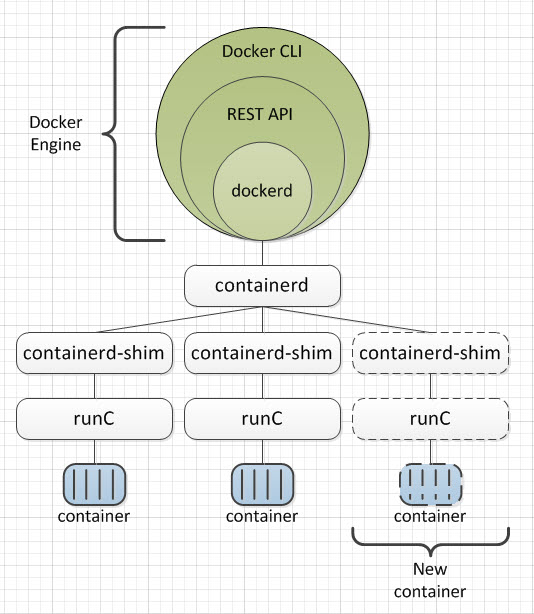 Docker CLI
REST API
Docker
Engine
dockerd
containerd
containerd-shim
containerd-shim
containerd-shim
runC
runC
runC
container
container
container
New
container